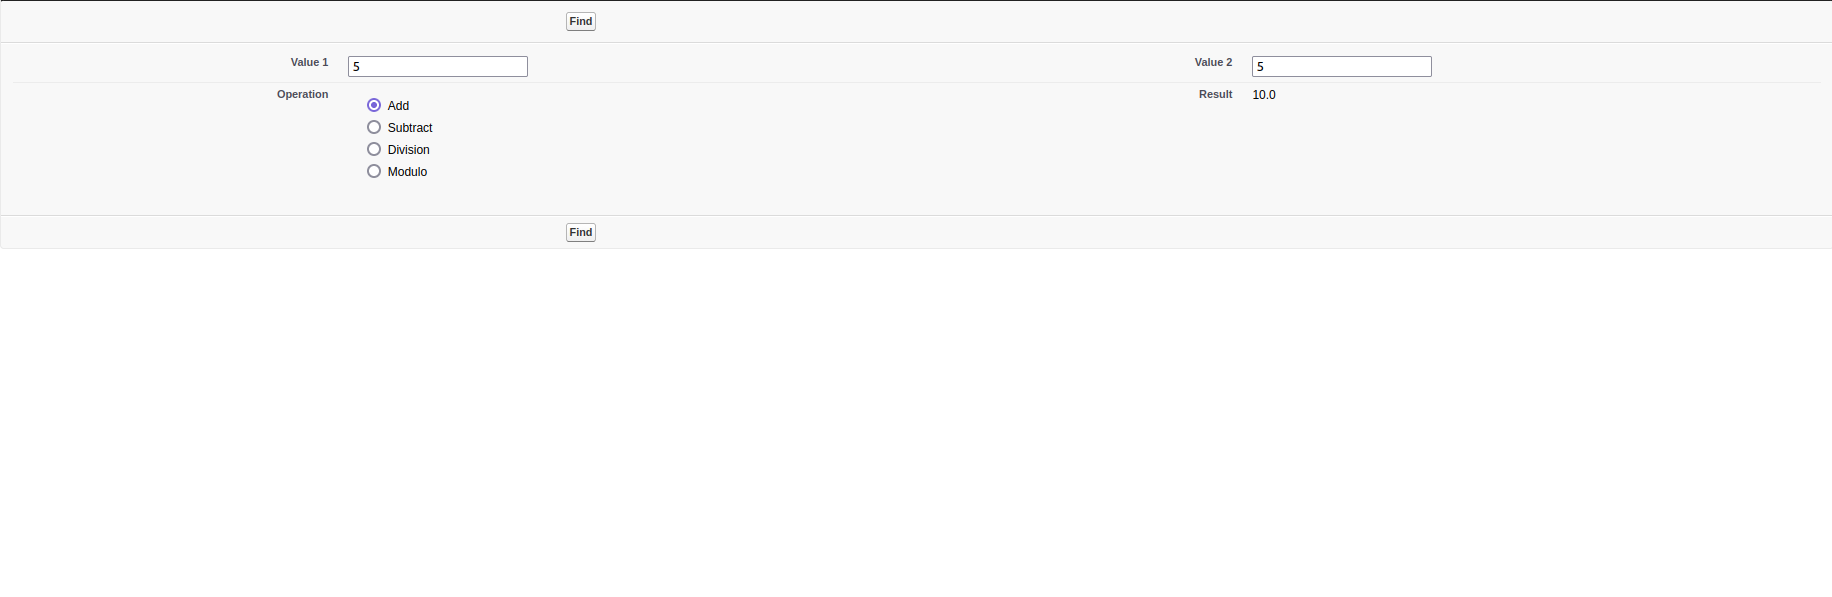 Find
Value 1 5 Value 2 5
Operation Add Result 10.0
Subtract
Division
Modulo
Find